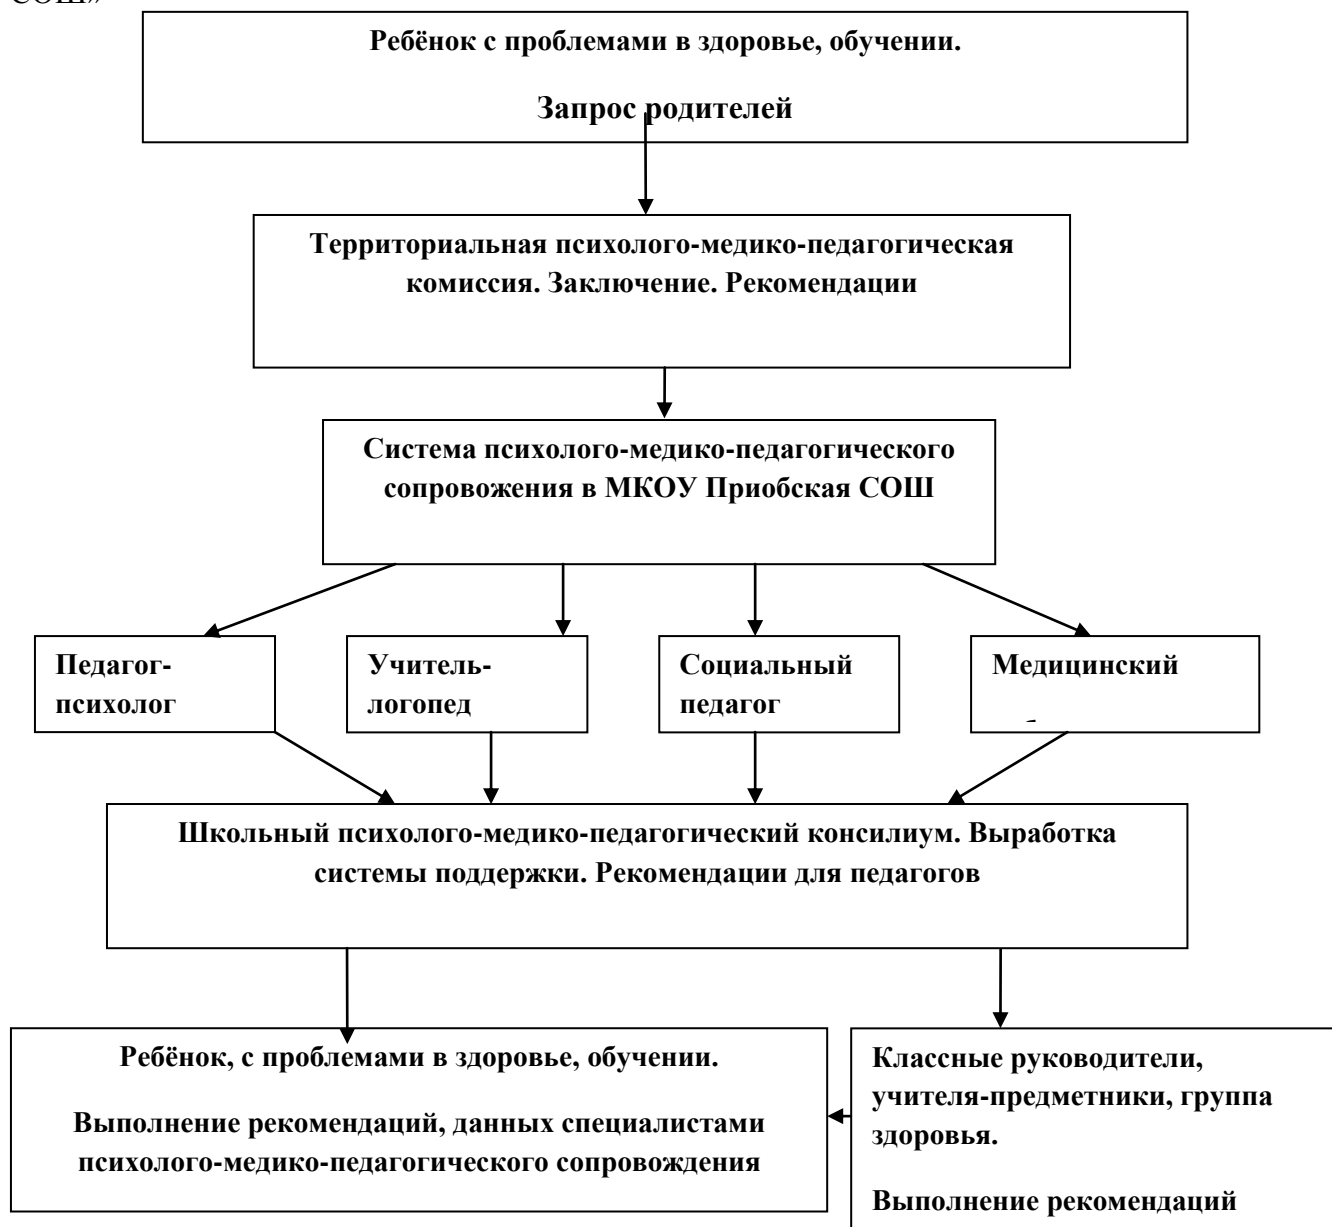 СОШ»
Ребёнок с проблемами в здоровье, обучении.
Запрос родителей
Территориальная психолого-медико-педагогическая
комиссия. Заключение. Рекомендации
Система психолого-медико-педагогического
сопровожения в МКОУ Приобская СОШ
Педагог-
психолог
Учитель-
логопед
Социальный
педагог
Медицинский
Школьный психолого-медико-педагогический консилиум. Выработка
системы поддержки. Рекомендации для педагогов
Ребёнок, с проблемами в здоровье, обучении.
Выполнение рекомендаций, данных специалистами
психолого-медико-педагогического сопровождения
Классные руководители,
учителя-предметники, группа
здоровья.
Выполнение рекомендаций